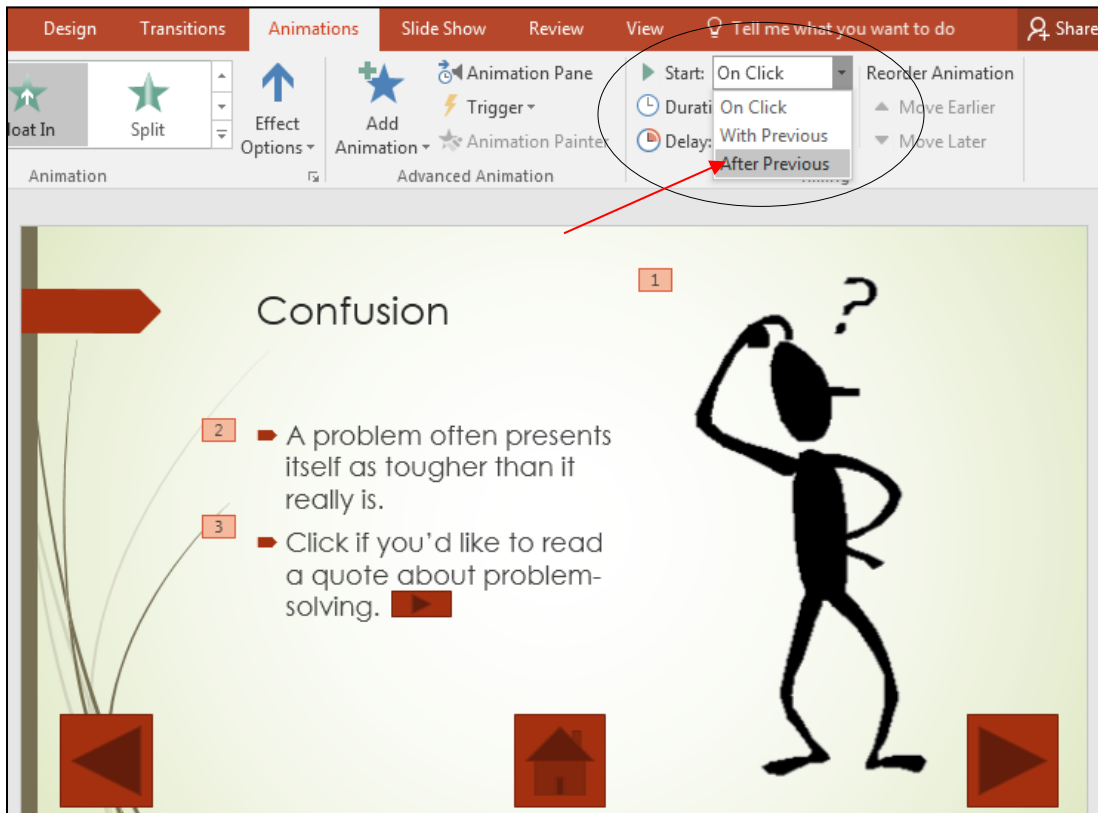 Design Transitions Animations Slide Show Review View Tell me what you want to do Share
Animation Pane Start: On Click Reorder Animation
Trigger On Click Move Earlier
Split Effect Options Add Animation With Previous
Animation Painter Delay: After Previous Move Later
Animation Advanced Animation
1
Confusion
2
A problem often presents
itself as tougher than it
really is.
3
Click if you'd like to read
a quote about problem-
solving.
?